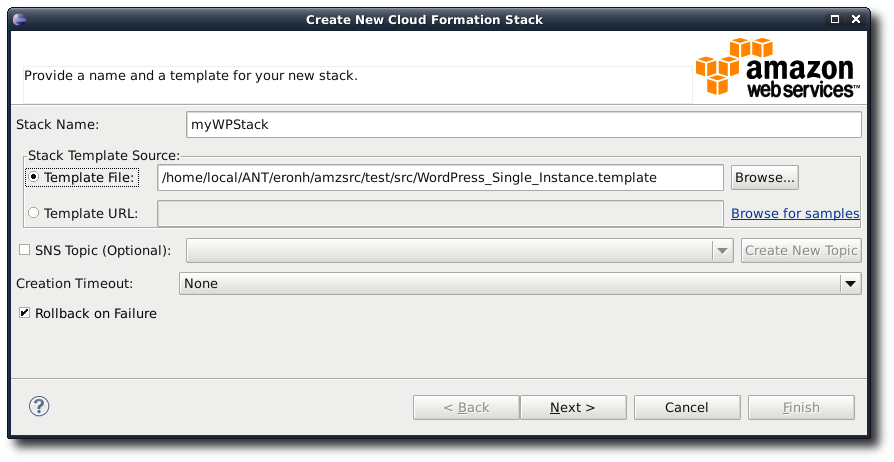 Create New Cloud Formation Stack
Provide a name and a template for your new stack.
amazon
webservices™
Stack Name: myWPStack
Stack Template Source:
Template File: /home/local/ANT/eronh/amzsrc/test/src/WordPress_Single_Instance.template Browse...
Template URL: Browse for samples
SNS Topic (Optional): Create New Topic
Creation Timeout: None
Rollback on Failure
? < Back Next > Cancel Finish